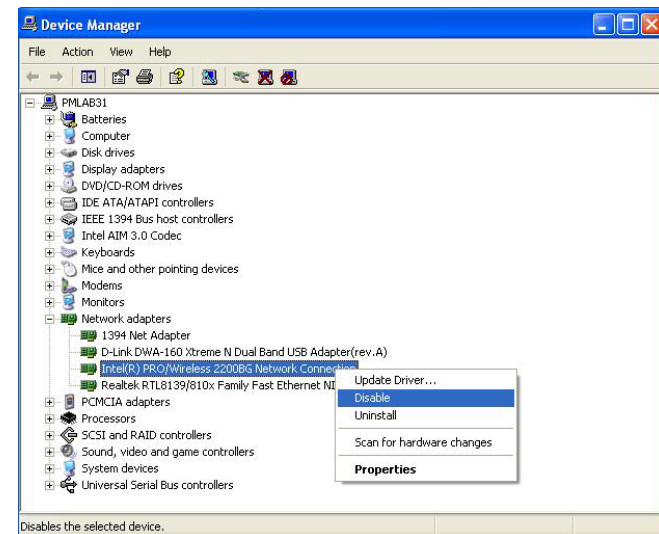 Device Manager
File Action View Help
PMLAB31
Batteries
Computer
Disk drives
Display adapters
DVD/CD-ROM drives
IDE ATA/ATAPI controllers
IEEE 1394 Bus host controllers
Intel AIM 3.0 Codec
Keyboards
Mice and other pointing devices
Modems
Monitors
Network adapters
1394 Net Adapter
D-Link DWA-160 Xtreme N Dual Band USB Adapter(rev.A)
Intel(R) PRO/Wireless 2200BG Network Connection
Realtek RTL8139/810x Family Fast Ethernet NI
Update Driver...
Disable
Uninstall
Scan for hardware changes
Properties
PCMCIA adapters
Processors
SCSI and RAID controllers
Sound, video and game controllers
System devices
Universal Serial Bus controllers
Disables the selected device.